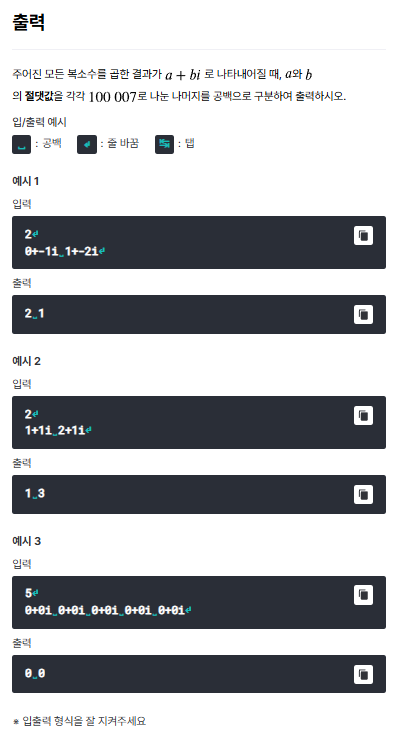 출력
주어진 모든 복소수를 곱한 결과가 a + bi 로 나타내어질 때, a와 b
의 절댓값을 각각 100 007로 나눈 나머지를 공백으로 구분하여 출력하시오.
입/출력 예시
␣ : 공백 ↲ : 줄 바꿈 ↹ : 탭
예시 1
입력
2↲
0+-1i␣1+-2i↲
출력
2␣1
예시 2
입력
2↲
1+1i␣2+1i↲
출력
1␣3
예시 3
입력
5↲
0+0i␣0+0i␣0+0i␣0+0i␣0+0i↲
출력
0␣0
※ 입출력 형식을 잘 지켜주세요